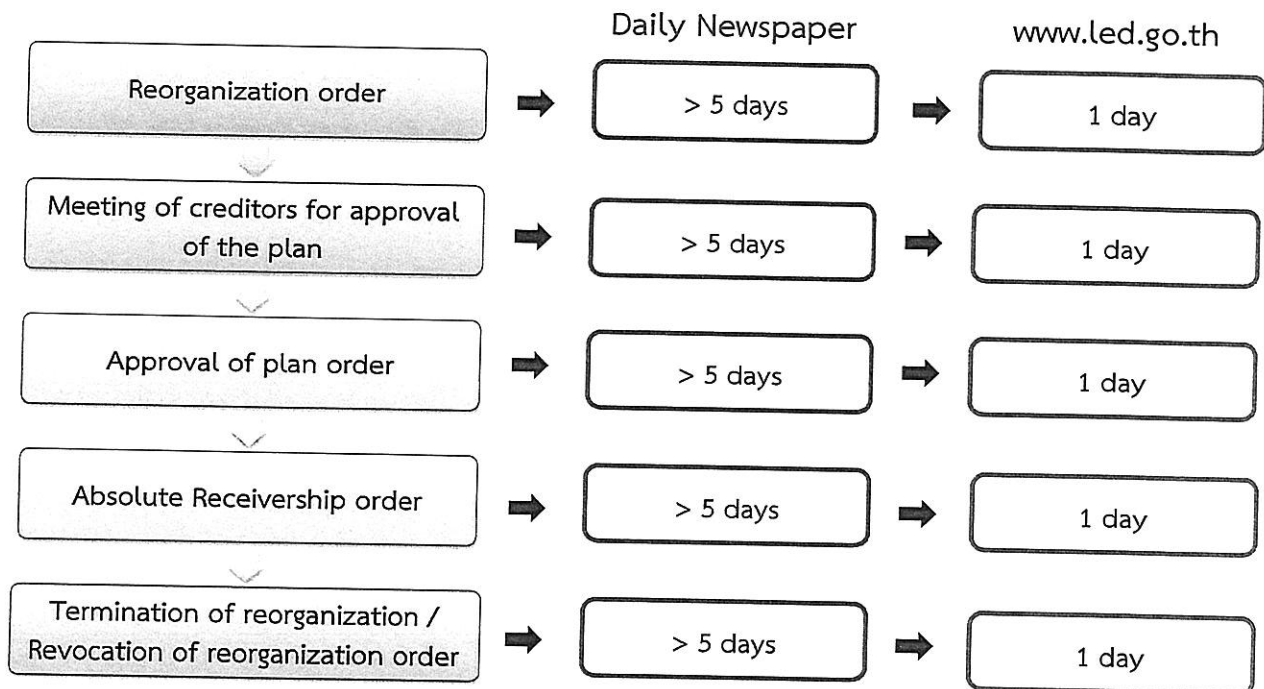 Daily Newspaper
www.led.go.th
Reorganization order
> 5 days
1 day
Meeting of creditors for approval
of the plan
> 5 days
1 day
Approval of plan order
> 5 days
1 day
Absolute Receivership order
> 5 days
1 day
Termination of reorganization /
Revocation of reorganization order
> 5 days
1 day